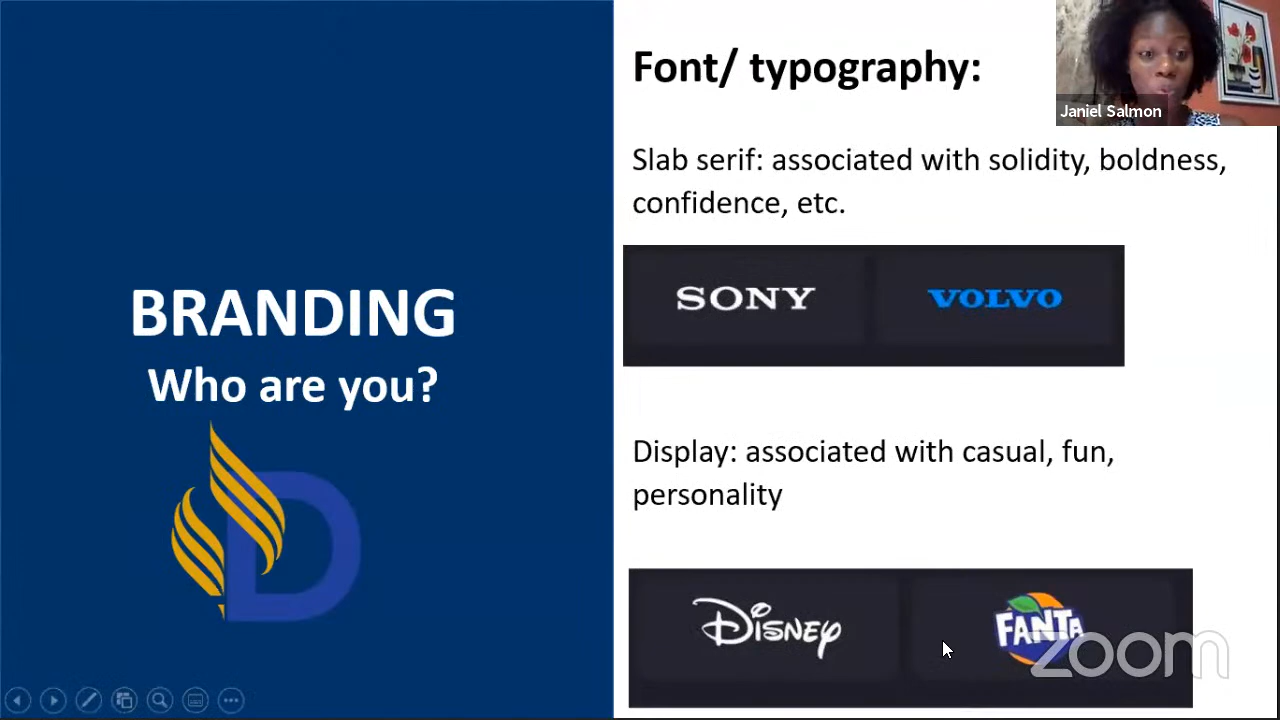 Font/ typography:
Janiel Salmon
Slab serif: associated with solidity, boldness,
confidence, etc.
SONY
VOLVO
BRANDING
Who are you?
D
Display: associated with casual, fun,
personality
Disney
FANTA
zoom